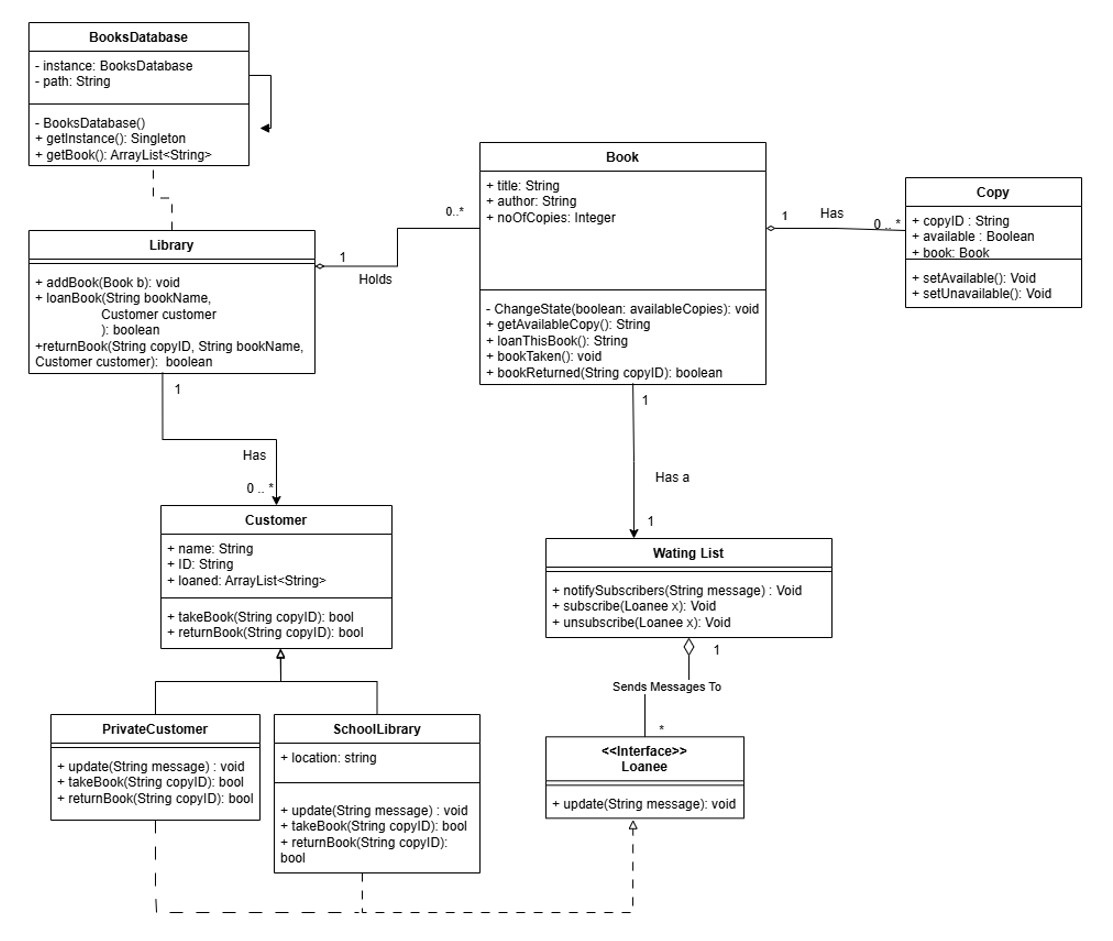 BooksDatabase
- instance: BooksDatabase
- path: String
- BooksDatabase()
+ getInstance(): Singleton
+ getBook(): ArrayList<String>
Book
+ title: String
+ author: String
+ noOfCopies: Integer
- ChangeState(boolean: availableCopies): void
+ getAvailableCopy(): String
+ loanThisBook(): String
+ bookTaken(): void
+ bookReturned(String copyID): boolean
1
Has
0 .. *
Copy
+ copyID : String
+ available : Boolean
+ book: Book
+ setAvailable(): Void
+ setUnavailable(): Void
0..*
1
Holds
Library
+ addBook(Book b): void
+ loanBook(String bookName,
Customer customer
): boolean
+returnBook(String copyID, String bookName,
Customer customer): boolean
1
Has
0 .. *
1
Has a
1
Customer
+ name: String
+ ID: String
+ loaned: ArrayList<String>
+ takeBook(String copyID): bool
+ returnBook(String copyID): bool
Wating List
+ notifySubscribers(String message) : Void
+ subscribe(Loanee x): Void
+ unsubscribe(Loanee x): Void
1
Sends Messages To
*
PrivateCustomer
+ update(String message) : void
+ takeBook(String copyID): bool
+ returnBook(String copyID): bool
SchoolLibrary
+ location: string
+ update(String message) : void
+ takeBook(String copyID): bool
+ returnBook(String copyID):
bool
<<Interface>>
Loanee
+ update(String message): void